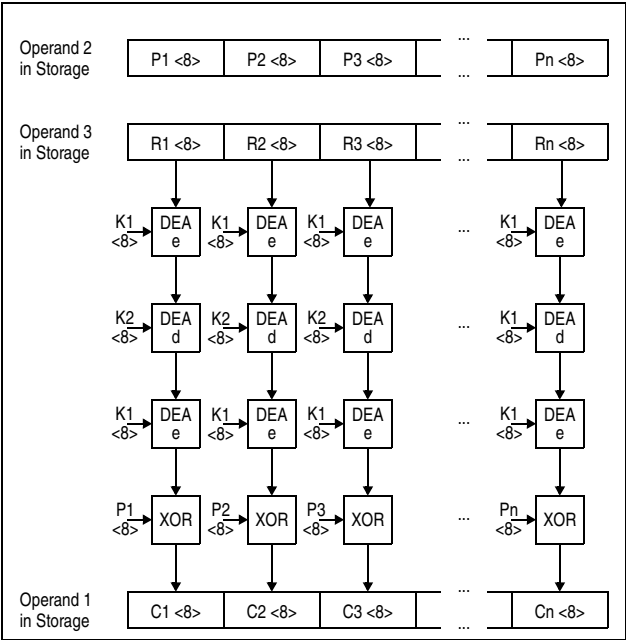 Operand 2
in Storage
P1 <8> P2 <8> P3 <8> ... ... Pn <8>
Operand 3
in Storage
R1 <8> R2 <8> R3 <8> ... ... Rn <8>
K1 <8> DEA e K1 <8> DEA e K1 <8> DEA e ... K1 <8> DEA e
K2 <8> DEA d K2 <8> DEA d K2 <8> DEA d ... K1 <8> DEA d
K1 <8> DEA e K1 <8> DEA e K1 <8> DEA e ... K1 <8> DEA e
P1 <8> XOR P2 <8> XOR P3 <8> XOR ... Pn <8> XOR
Operand 1
in Storage
C1 <8> C2 <8> C3 <8> ... ... Cn <8>